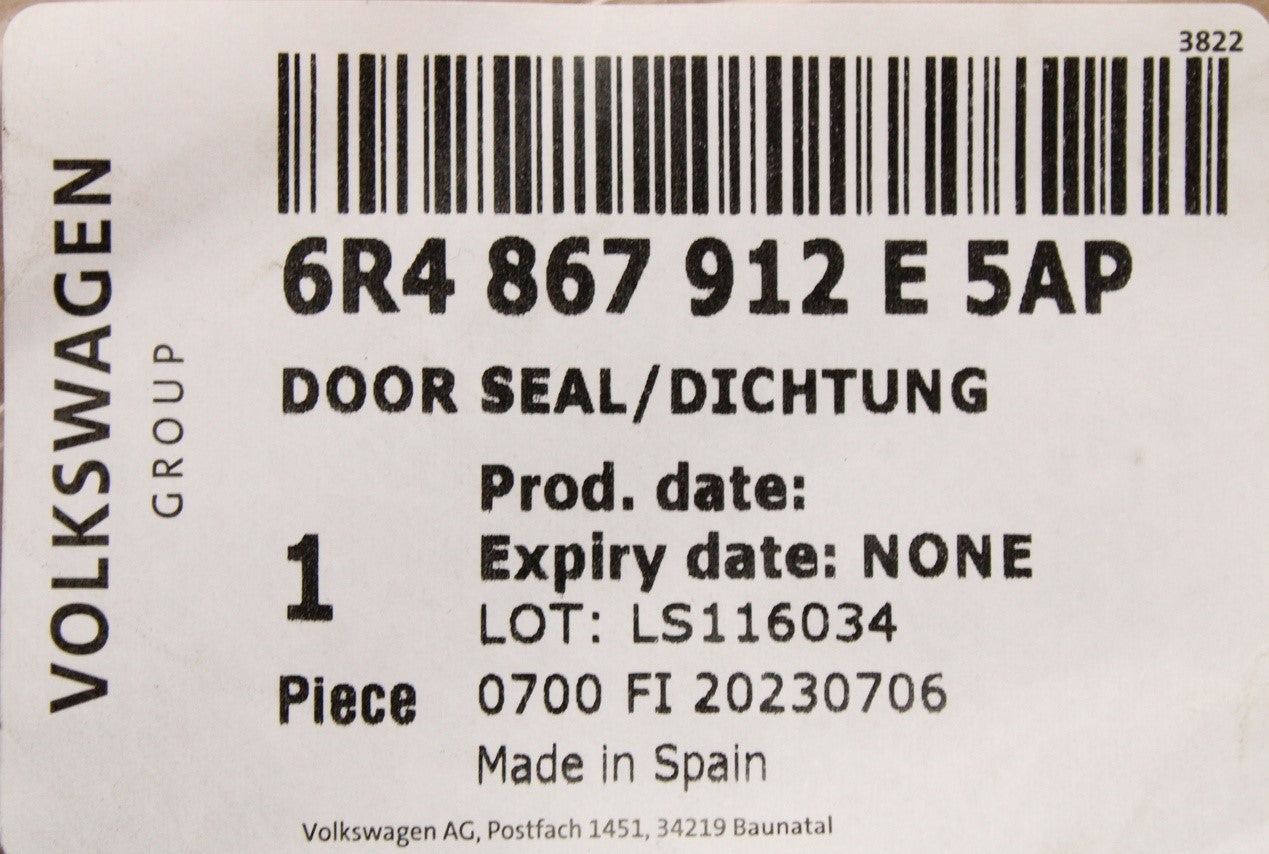 3822
VOLKSWAGEN
GROUP
6R4 867 912 E 5AP
DOOR SEAL/DICHTUNG
Prod. date:
Expiry date: NONE
LOT: LS116034
1
Piece
0700 FI 20230706
Made in Spain
Volkswagen AG, Postfach 1451, 34219 Baunatal